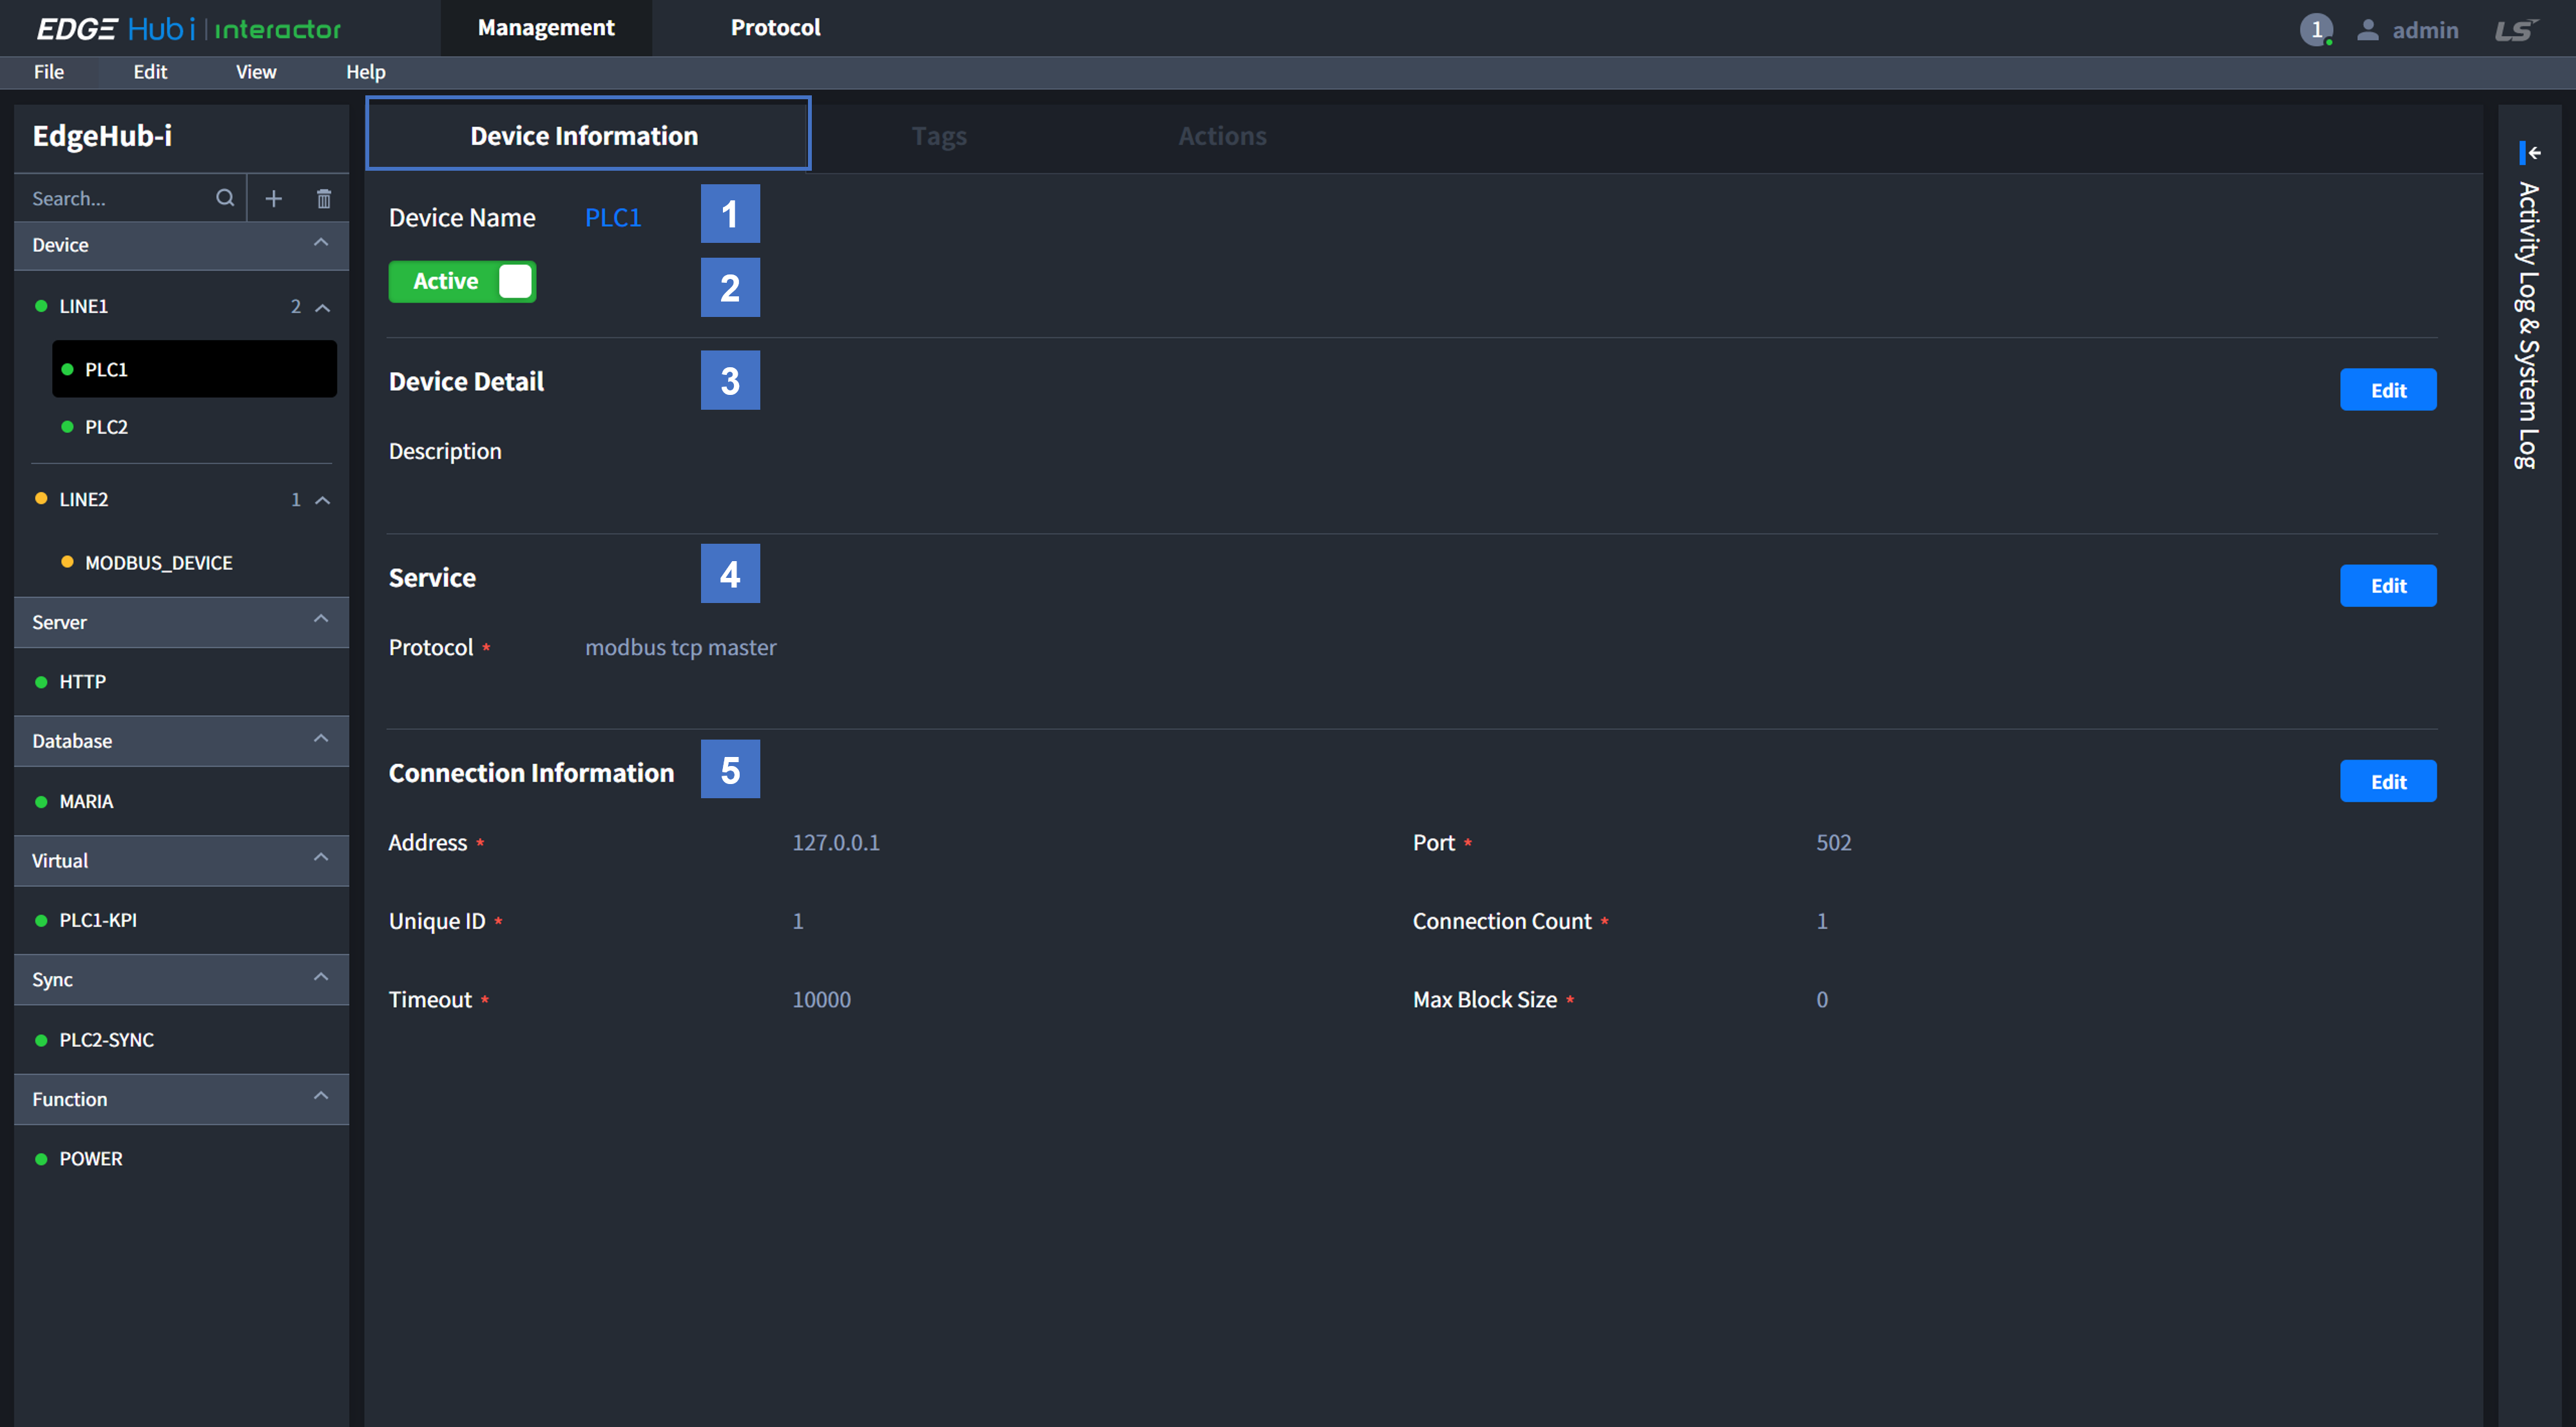 EDGE Hub i interactor
Management
Protocol
1
admin
LS
File
Edit
View
Help
EdgeHub-i
Search...
Device
LINE1 2
PLC1
PLC2
LINE2 1
MODBUS_DEVICE
Server
HTTP
Database
MARIA
Virtual
PLC1-KPI
Sync
PLC2-SYNC
Function
POWER
Device Information
Tags
Actions
Device Name PLC1 1
Active 2
Device Detail 3 Edit
Description
Service 4 Edit
Protocol * modbus tcp master
Connection Information 5 Edit
Address * 127.0.0.1 Port * 502
Unique ID * 1 Connection Count * 1
Timeout * 10000 Max Block Size * 0
Activity Log & System Log